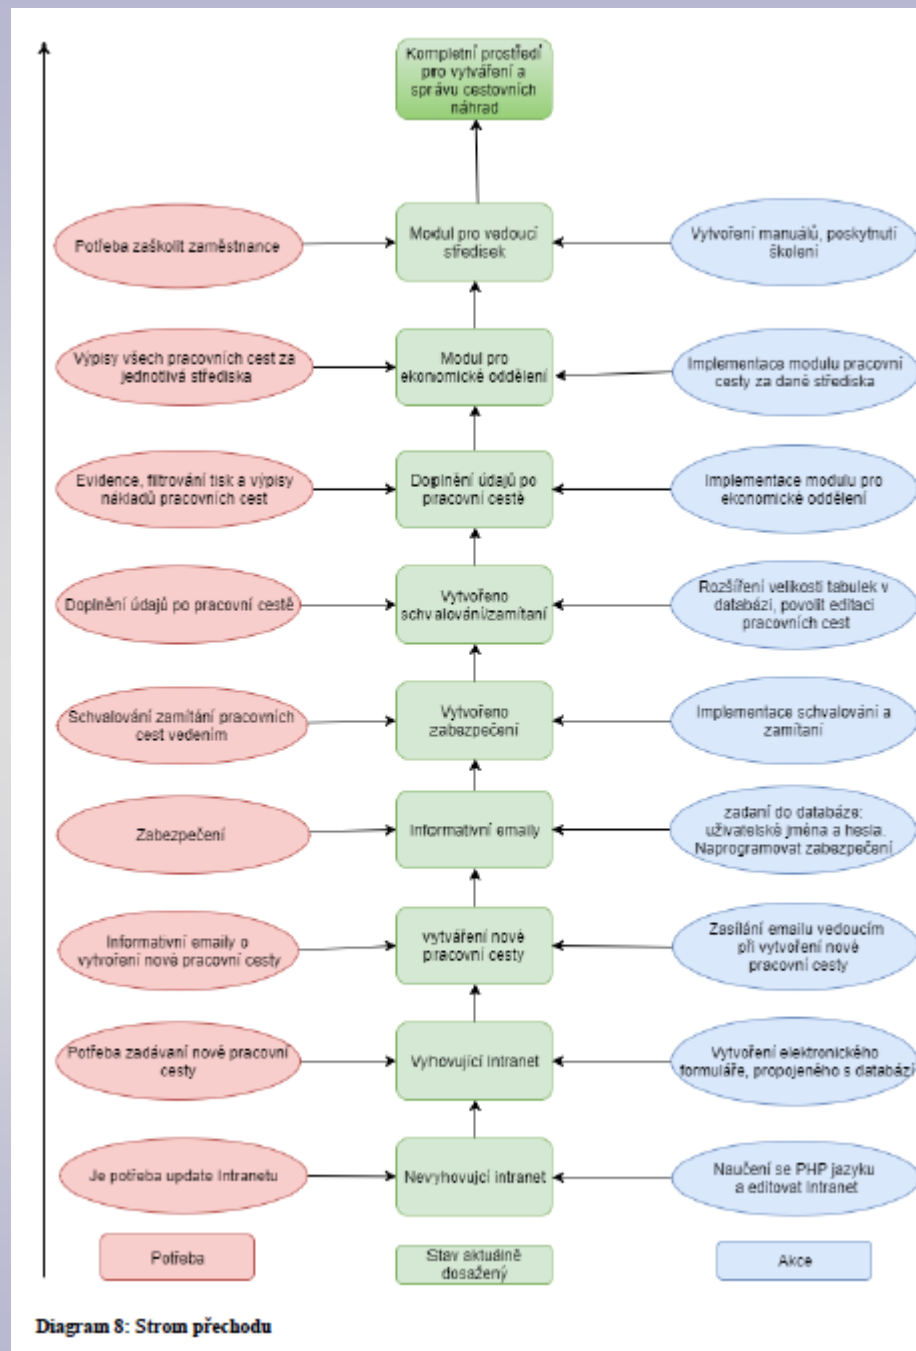 Kompletní prostředí
pro vytváření a
správu cestovních
náhrad
Potřeba zaškolit zaměstnance
Modul pro vedoucí
středisek
Vytvoření manuálů, poskytnutí
školení
Výpisy všech pracovních cest za
jednotlivá střediska
Modul pro
ekonomické oddělení
Implementace modulu pracovní
cesty za dané střediska
Evidence, filtrování tisk a výpisy
nákladů pracovních cest
Doplnění údajů po
pracovní cestě
Implementace modulu pro
ekonomické oddělení
Doplnění údajů po pracovní cestě
Vytvořeno
schvalování/zamítaní
Rozšíření velikosti tabulek v
databázi, povolit editaci
pracovních cest
Schvalování zamítání pracovních
cest vedením
Vytvořeno
zabezpečení
Implementace schvalování a
zamítaní
Zabezpečení
Informativní emaily
zadaní do databáze:
uživatelské jména a hesla.
Naprogramovat zabezpečení
Informativní emaily o
vytvoření nové pracovní cesty
vytváření nové
pracovní cesty
Zasílání emailu vedoucím
při vytvoření nové
pracovní cesty
Potřeba zadávaní nové pracovní
cesty
Vyhovující Intranet
Vytvoření elektronického
formuláře, propojeného s databází
Je potřeba update Intranetu
Nevyhovujcí intranet
Naučení se PHP jazyku
a editovat Intranet
Potřeba
Stav aktuálně
dosažený
Akce
Diagram 8: Strom přechodu